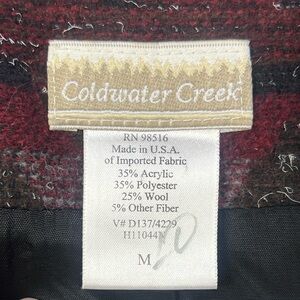 Coldwater Creek
RN 98516
Made in U.S.A.
of Imported Fabric
35% Acrylic
35% Polyester
25% Wool
5% Other Fiber
V# D137/4229
H11044N
M